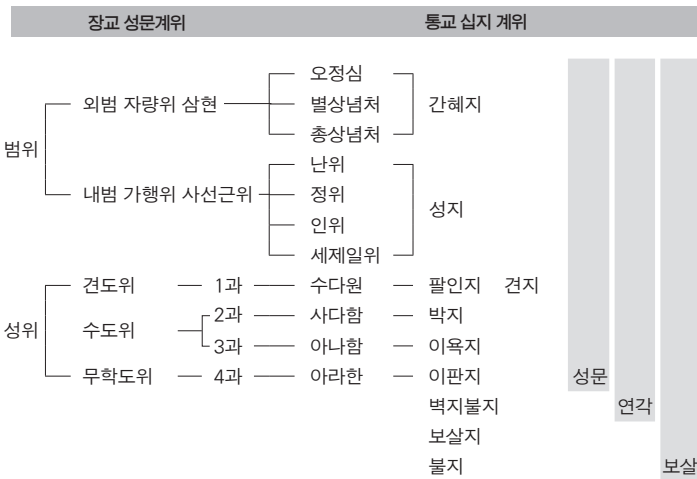 장교 성문계위 통교 십지 계위
오정심
외범 자량위 삼현 별상념처 간혜지
총상념처
범위
난위
내범 가행위 사선근위 정위
성지
인위
세제일위
견도위 1과 수다원 팔인지 견지
2과 사다함 박지
성위 수도위
3과 아나함 이욕지
무학도위 4과 아라한 이판지 성문
벽지불지 연각
보살지
불지 보살